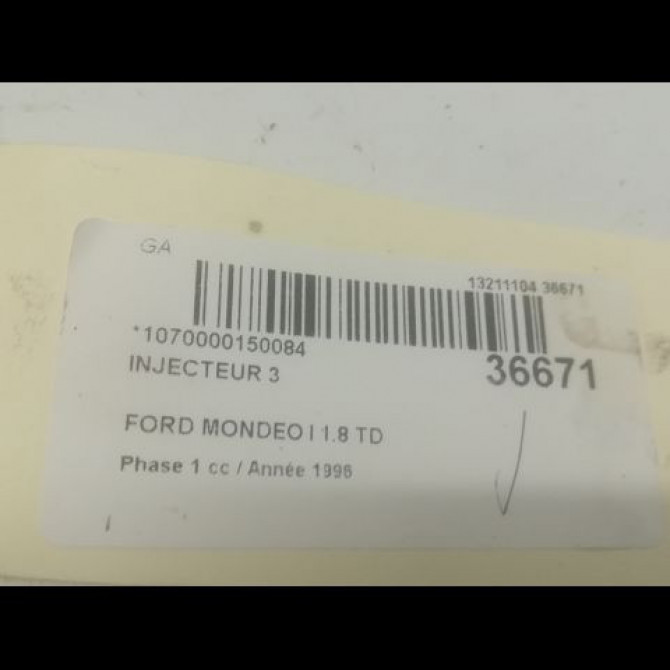 GA
13211104 36671
*1070000150084
36671
INJECTEUR 3
FORD MONDEO I 1.8 TD
Phase 1 cc / Année 1996